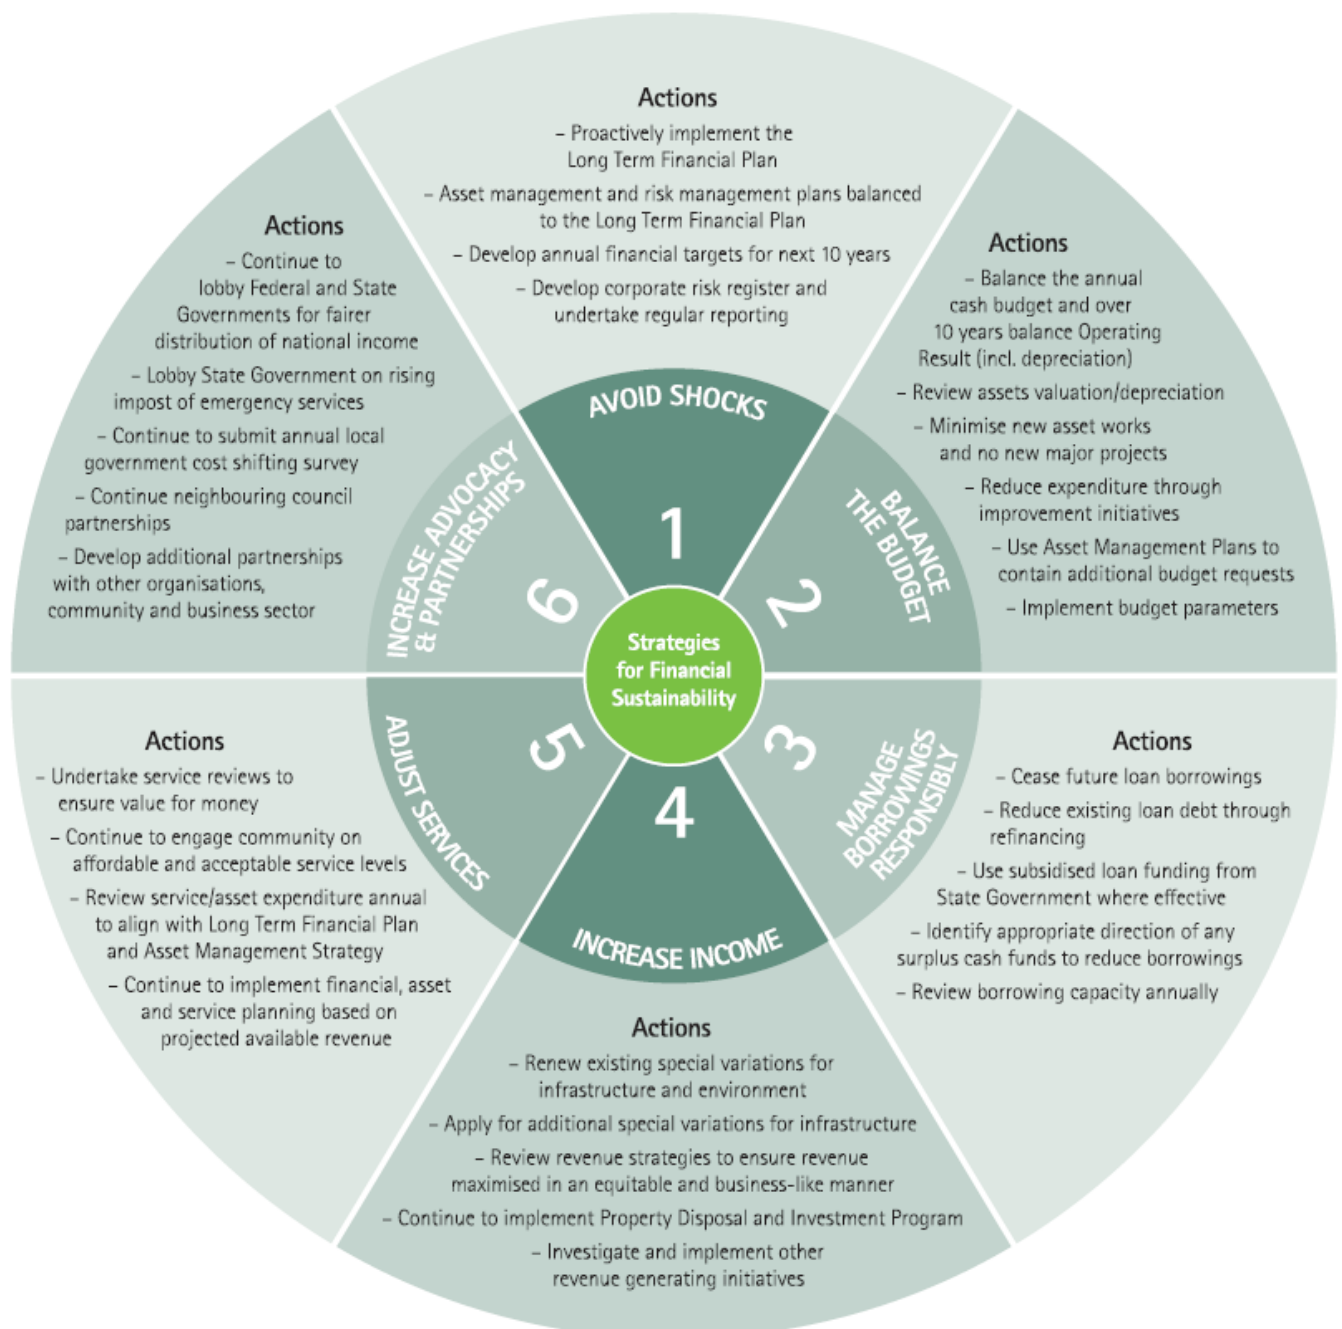 Strategies
for Financial
Sustainability
1
AVOID SHOCKS
Actions
– Proactively implement the
Long Term Financial Plan
– Asset management and risk management plans balanced
to the Long Term Financial Plan
– Develop annual financial targets for next 10 years
– Develop corporate risk register and
undertake regular reporting
2
BALANCE
THE BUDGET
Actions
– Balance the annual
cash budget and over
10 years balance Operating
Result (incl. depreciation)
– Review assets valuation/depreciation
– Minimise new asset works
and no new major projects
– Reduce expenditure through
improvement initiatives
– Use Asset Management Plans to
contain additional budget requests
– Implement budget parameters
3
MANAGE
BORROWINGS
RESPONSIBLY
Actions
– Cease future loan borrowings
– Reduce existing loan debt through
refinancing
– Use subsidised loan funding from
State Government where effective
– Identify appropriate direction of any
surplus cash funds to reduce borrowings
– Review borrowing capacity annually
4
INCREASE INCOME
Actions
– Renew existing special variations for
infrastructure and environment
– Apply for additional special variations for infrastructure
– Review revenue strategies to ensure revenue
maximised in an equitable and business-like manner
– Continue to implement Property Disposal and Investment Program
– Investigate and implement other
revenue generating initiatives
5
ADJUST SERVICES
Actions
– Undertake service reviews to
ensure value for money
– Continue to engage community on
affordable and acceptable service levels
– Review service/asset expenditure annual
to align with Long Term Financial Plan
and Asset Management Strategy
– Continue to implement financial, asset
and service planning based on
projected available revenue
6
INCREASE ADVOCACY
& PARTNERSHIPS
Actions
– Continue to
lobby Federal and State
Governments for fairer
distribution of national income
– Lobby State Government on rising
impost of emergency services
– Continue to submit annual local
government cost shifting survey
– Continue neighbouring council
partnerships
– Develop additional partnerships
with other organisations,
community and business sector